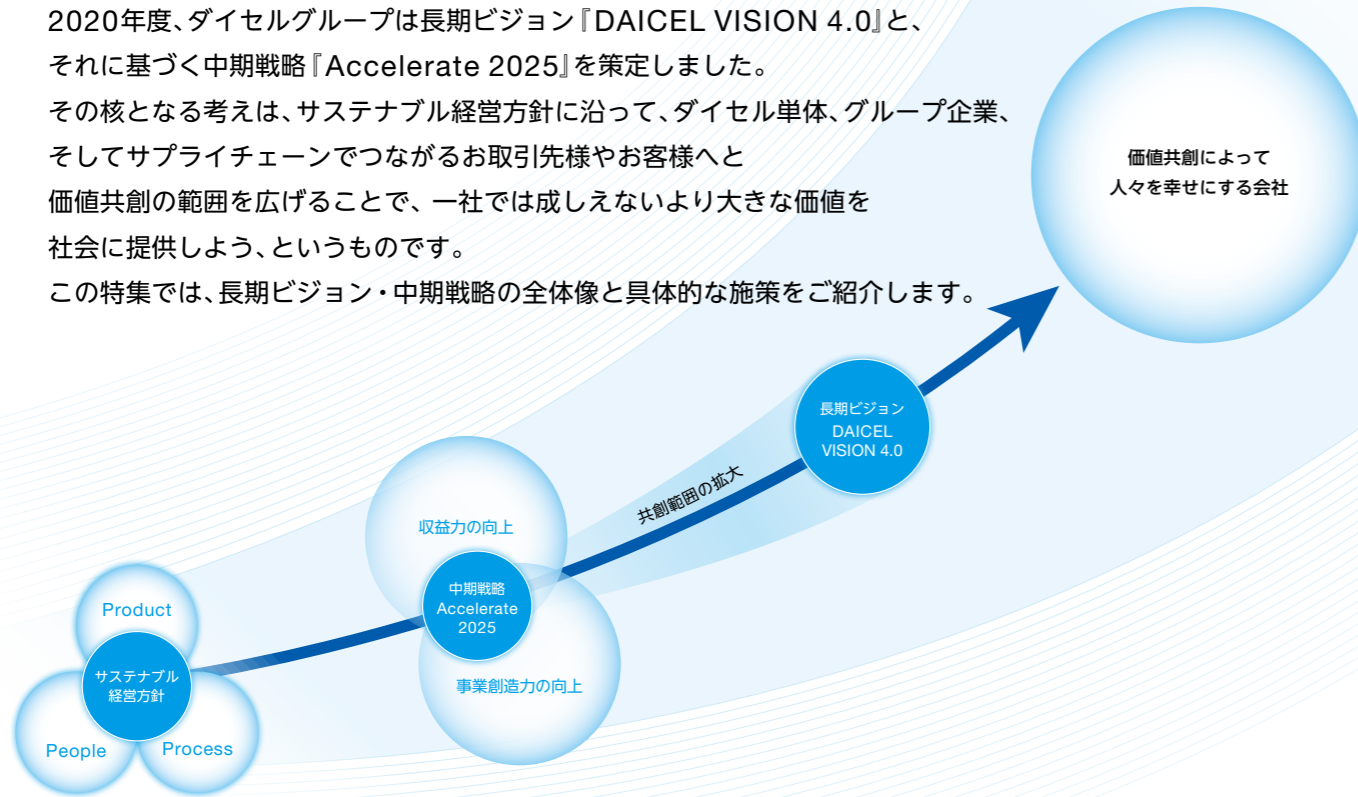 2020年度、ダイセルグループは長期ビジョン『DAICEL VISION 4.0』と、
それに基づく中期戦略『Accelerate 2025』を策定しました。
その核となる考えは、サステナブル経営方針に沿って、ダイセル単体、グループ企業、
そしてサプライチェーンでつながるお取引先様やお客様へと
価値共創の範囲を広げることで、一社では成しえないより大きな価値を
社会に提供しよう、というものです。
この特集では、長期ビジョン・中期戦略の全体像と具体的な施策をご紹介します。
価値共創によって
人々を幸せにする会社
長期ビジョン
DAICEL
VISION 4.0
共創範囲の拡大
収益力の向上
中期戦略
Accelerate
2025
事業創造力の向上
Product
サステナブル
経営方針
People
Process